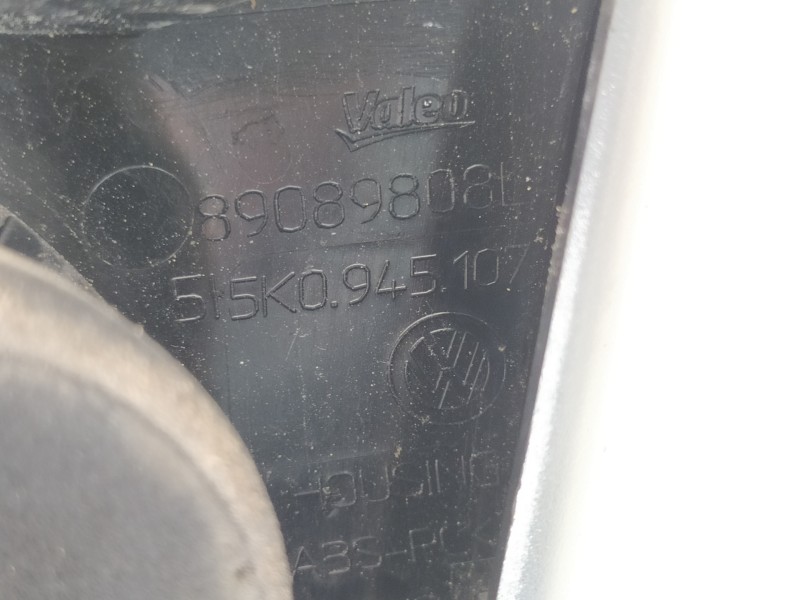 Valeo
89089808L
5K0.945.107
HOUSING
ABS-PC